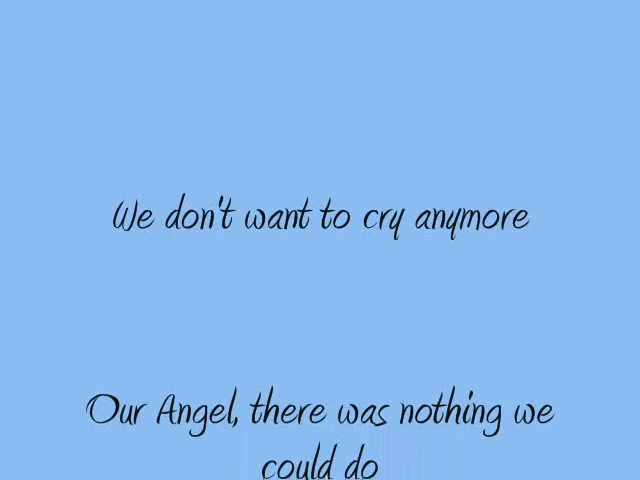 We don't want to cry anymore
Our Angel, there was nothing we
could do